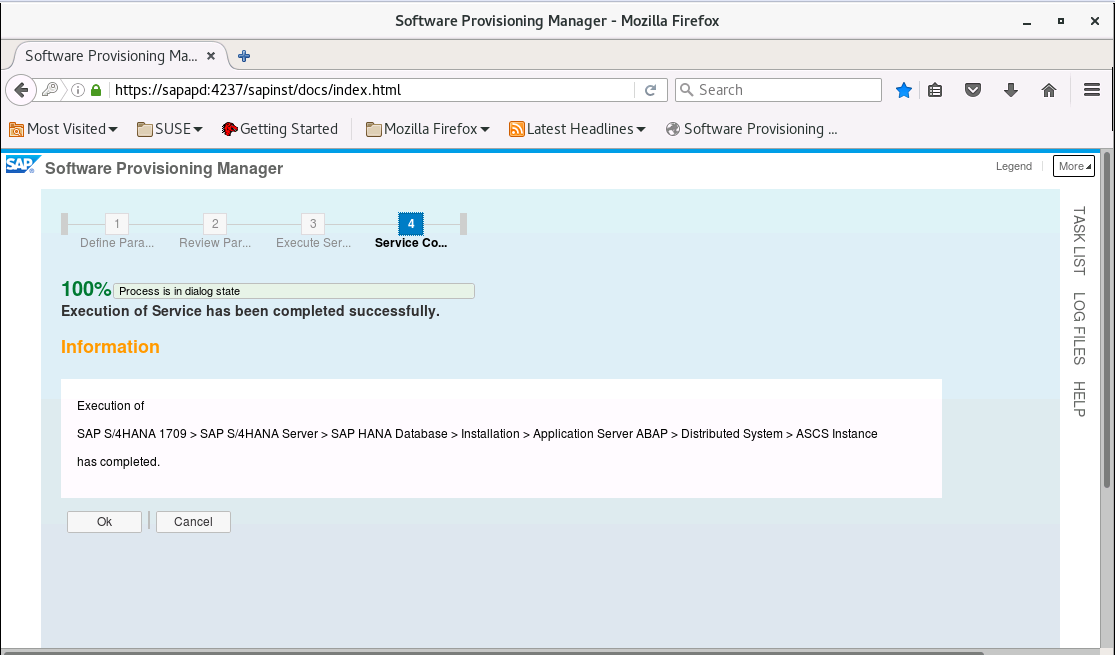 Software Provisioning Manager - Mozilla Firefox
Software Provisioning Ma...
https://sapapd:4237/sapinst/docs/index.html
Search
Most Visited
SUSE
Getting Started
Mozilla Firefox
Latest Headlines
Software Provisioning ...
SAP Software Provisioning Manager
Legend
More
1
2
3
4
Define Para...
Review Par...
Execute Ser...
Service Co...
100% Process is in dialog state
Execution of Service has been completed successfully.
Information
Execution of
SAP S/4HANA 1709 > SAP S/4HANA Server > SAP HANA Database > Installation > Application Server ABAP > Distributed System > ASCS Instance
has completed.
Ok
Cancel
TASK LIST
LOG FILES
HELP